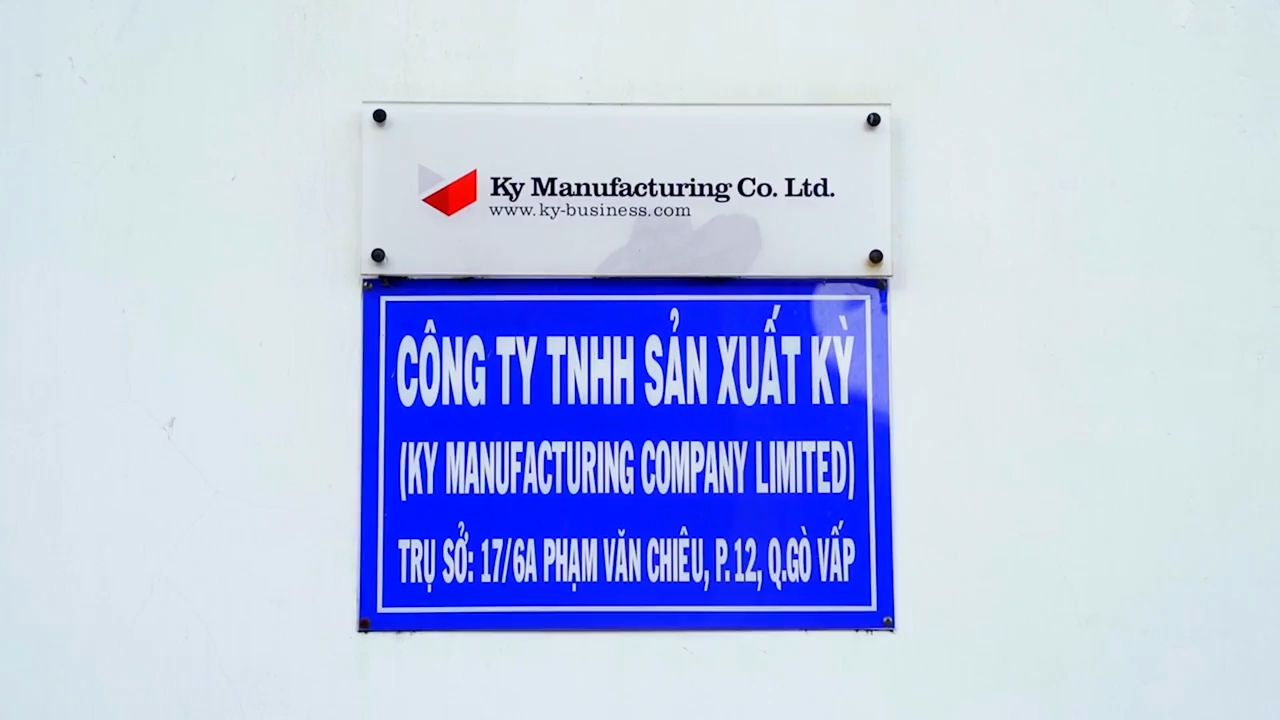 Ky Manufacturing Co. Ltd.
www.ky-business.com
CÔNG TY TNHH SẢN XUẤT KỲ
(KY MANUFACTURING COMPANY LIMITED)
TRỤ SỞ: 17/6A PHẠM VĂN CHIÊU, P. 12, Q.GÒ VẤP